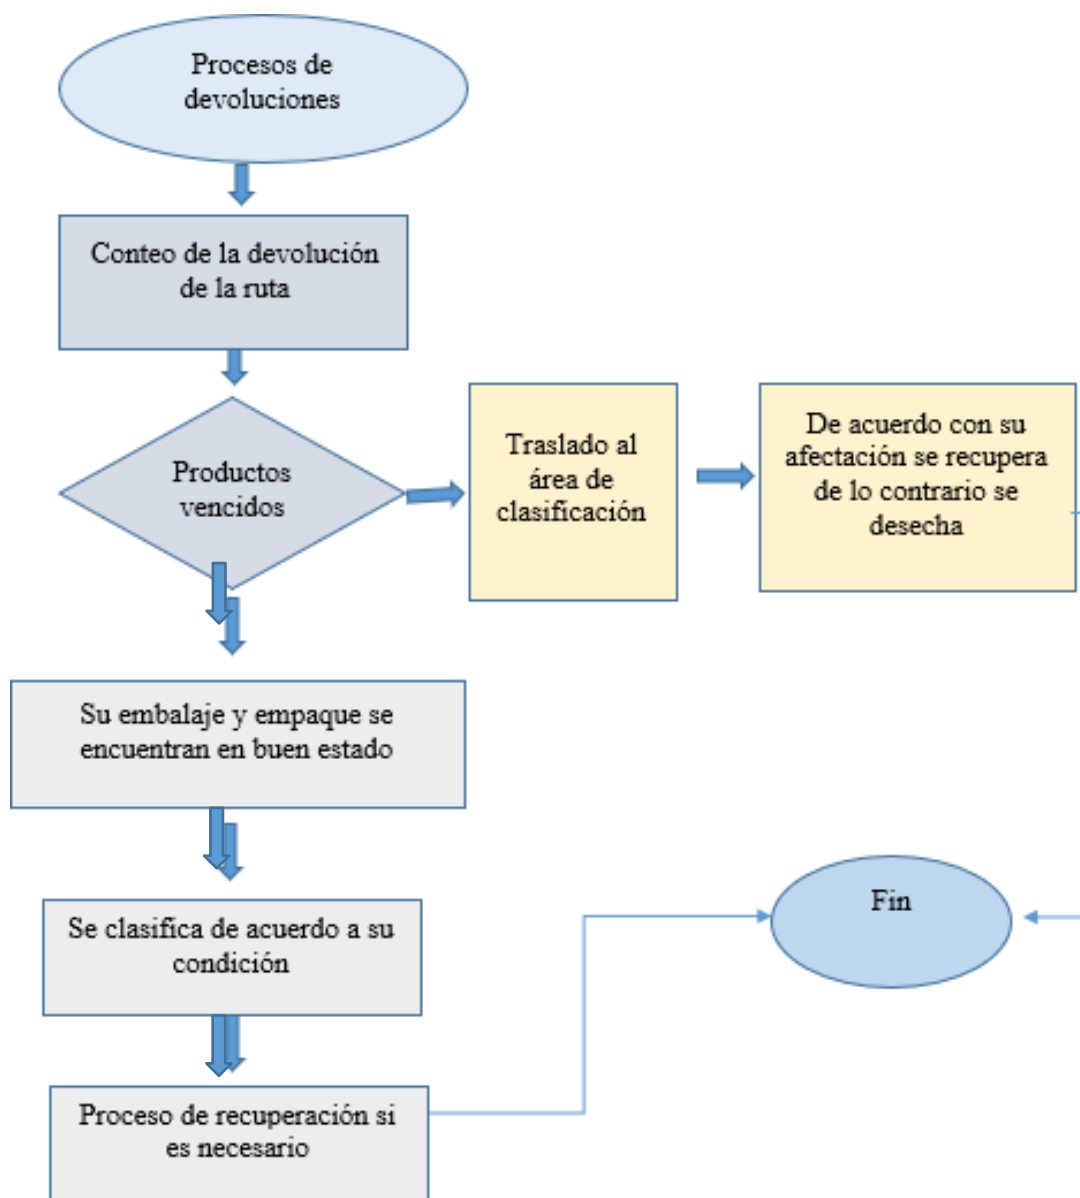 Procesos de
devoluciones
Conteo de la devolución
de la ruta
Productos
vencidos
Traslado al
área de
clasificación
De acuerdo con su
afectación se recupera
de lo contrario se
desecha
Su embalaje y empaque se
encuentran en buen estado
Se clasifica de acuerdo a su
condición
Fin
Proceso de recuperación si
es necesario